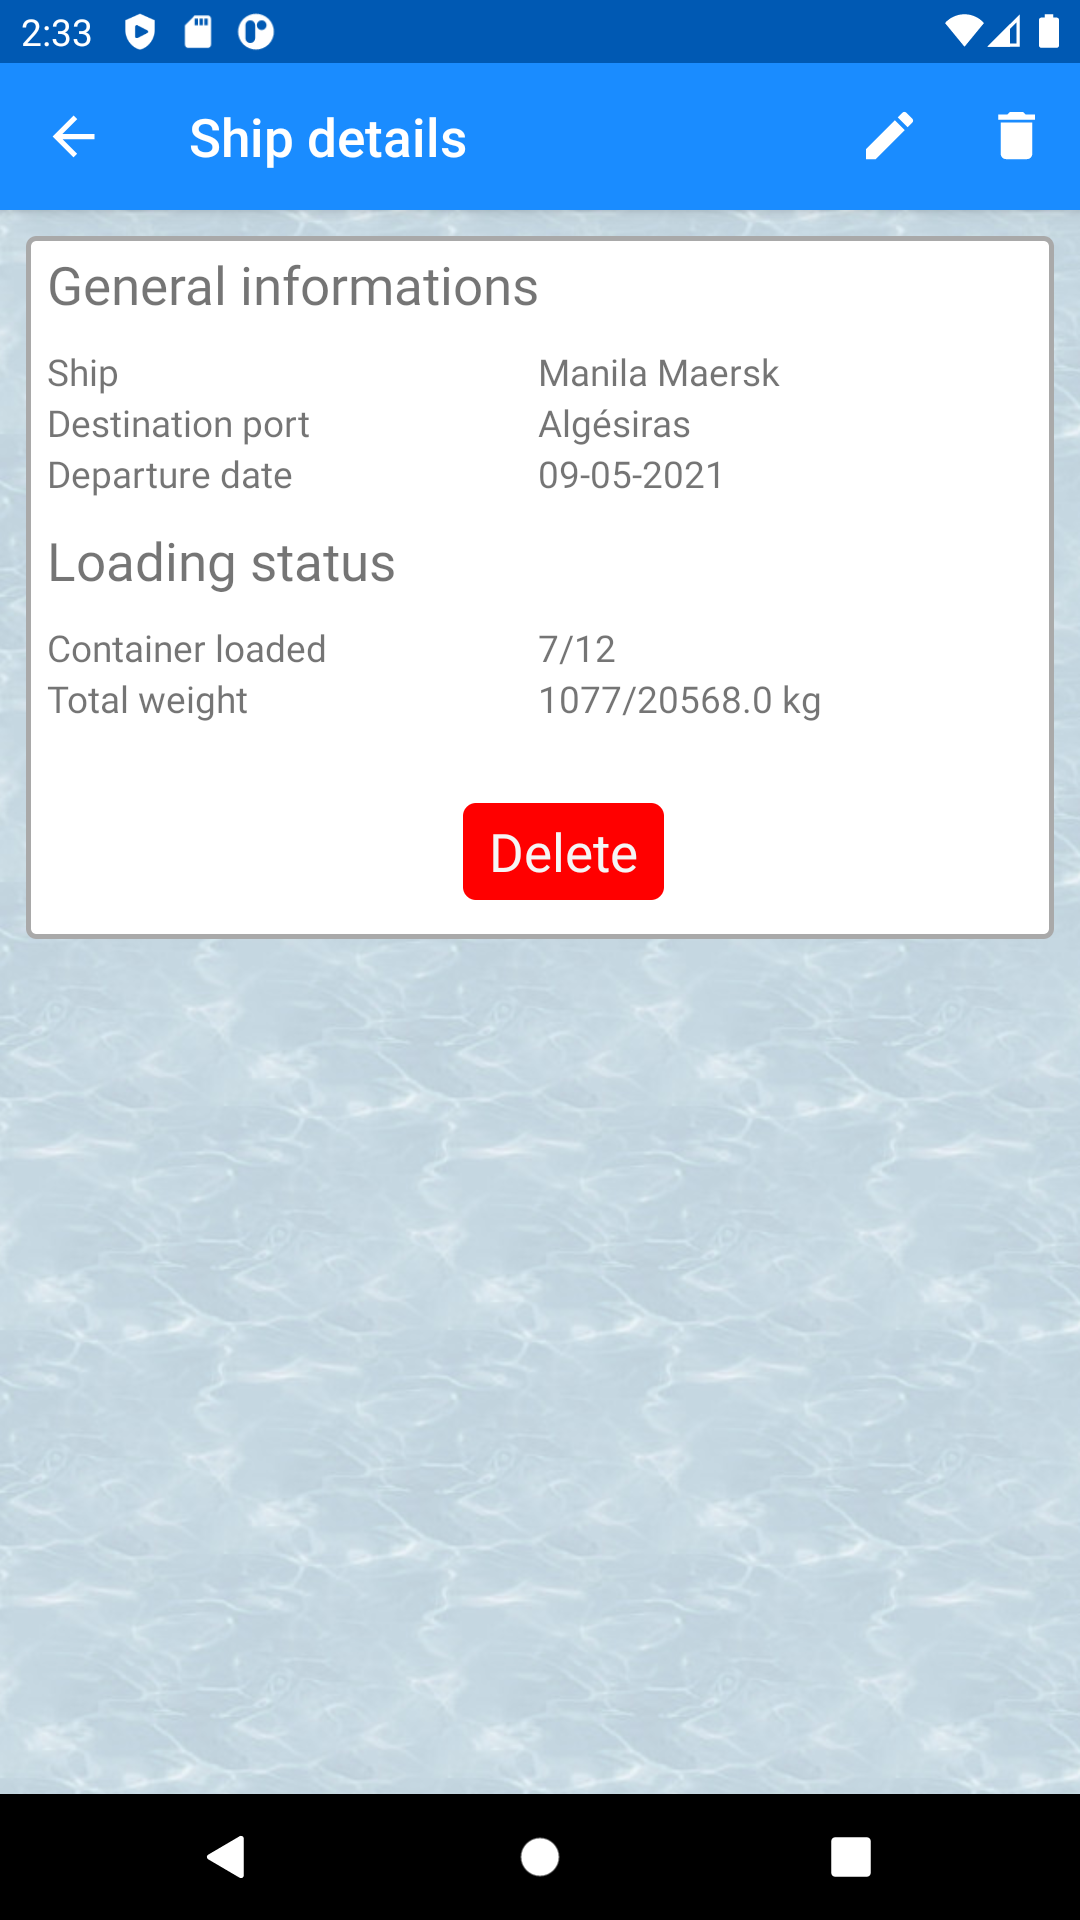 2:33
Ship details
General informations
Ship Manila Maersk
Destination port Algésiras
Departure date 09-05-2021
Loading status
Container loaded 7/12
Total weight 1077/20568.0 kg
Delete